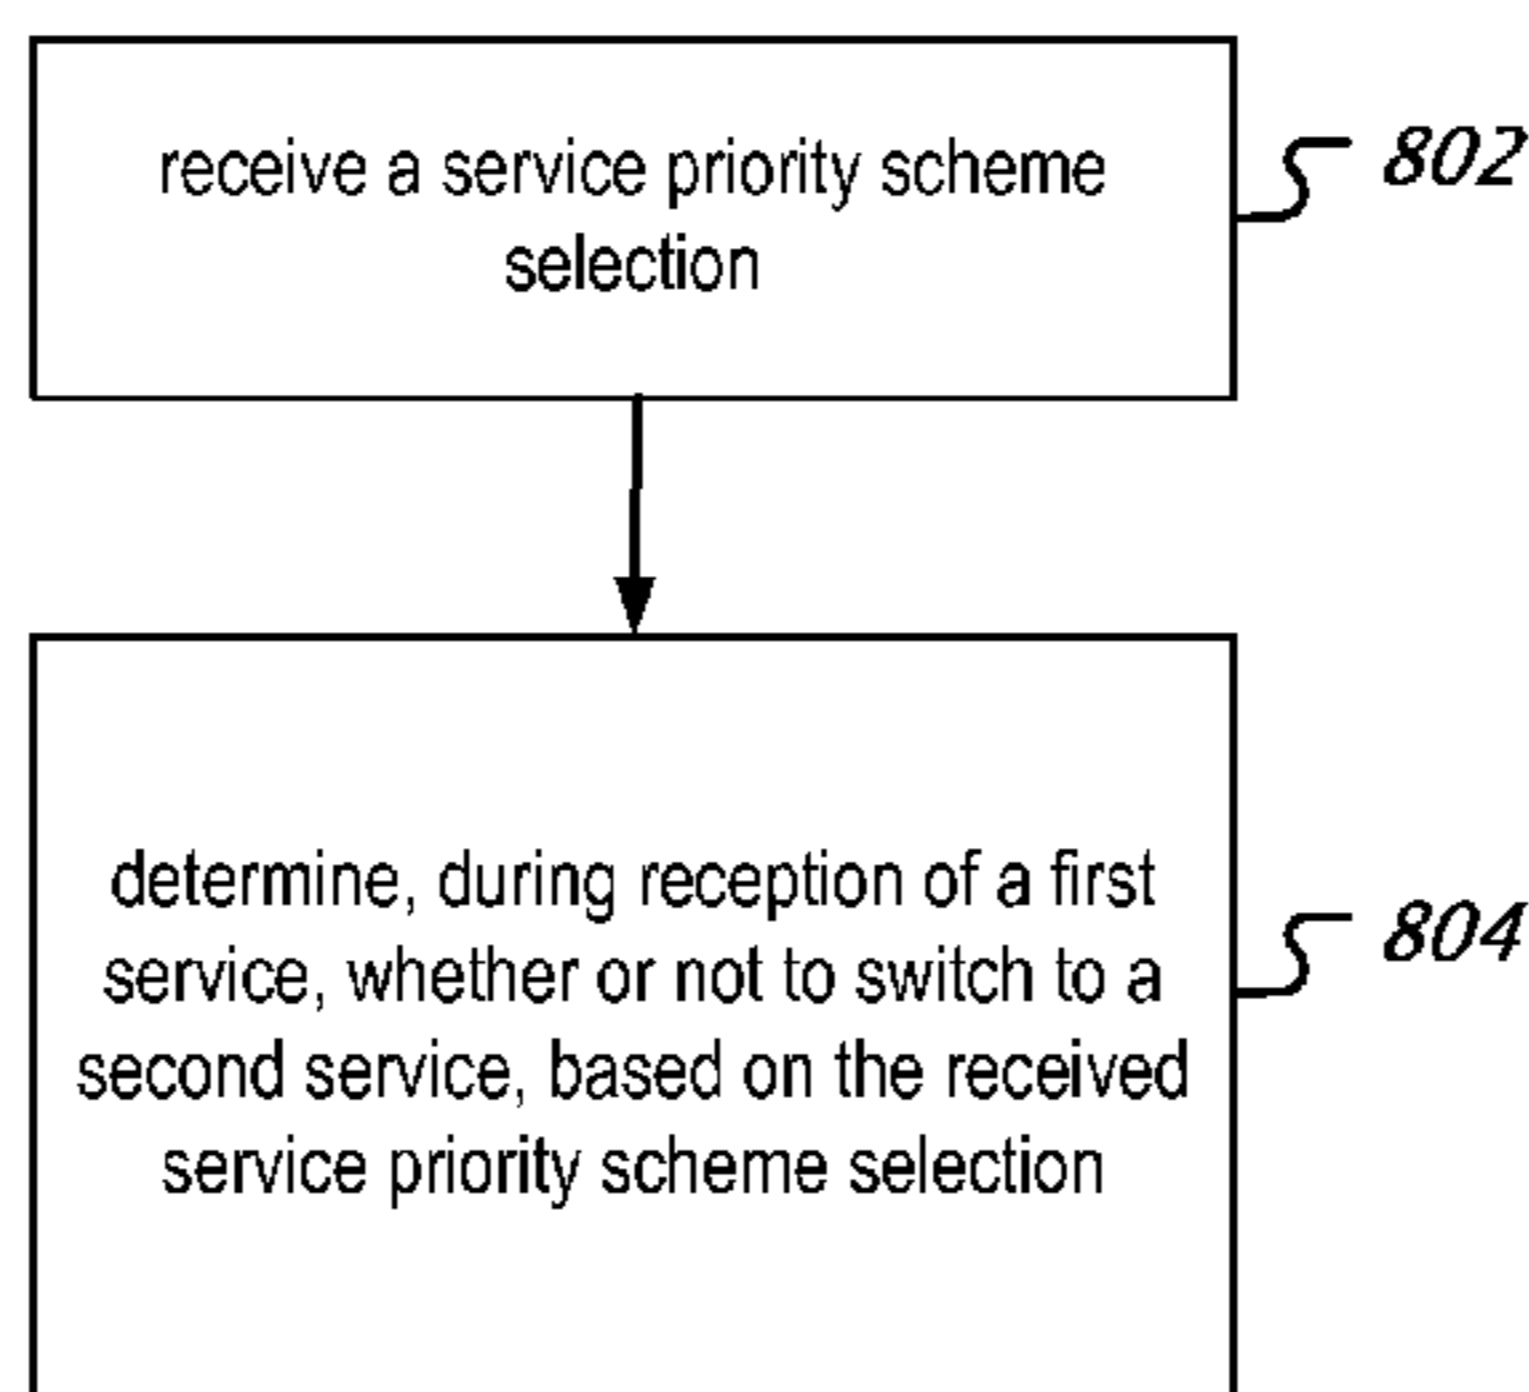 receive a service priority scheme
selection
802
determine, during reception of a first
service, whether or not to switch to a
second service, based on the received
service priority scheme selection
804